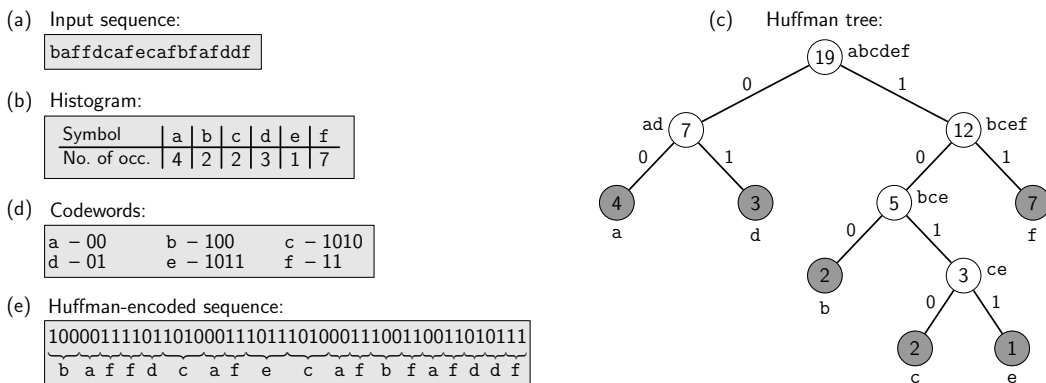 (a) Input sequence:
baffdcafecafbfafddf
(b) Histogram:
Symbol a b c d e f
No. of occ. 4 2 2 3 1 7
(d) Codewords:
a – 00 b – 100 c – 1010
d – 01 e – 1011 f – 11
(e) Huffman-encoded sequence:
1000011110110100011101110100011100110011010111
b a f f d c a f e c a f b f a f d d f
(c) Huffman tree:
19 abcdef
0 1
ad 7 12 bcef
0 1 0 1
4 3 5 bce 7
a d f
0 1
2 3 ce
b
0 1
2 1
c e